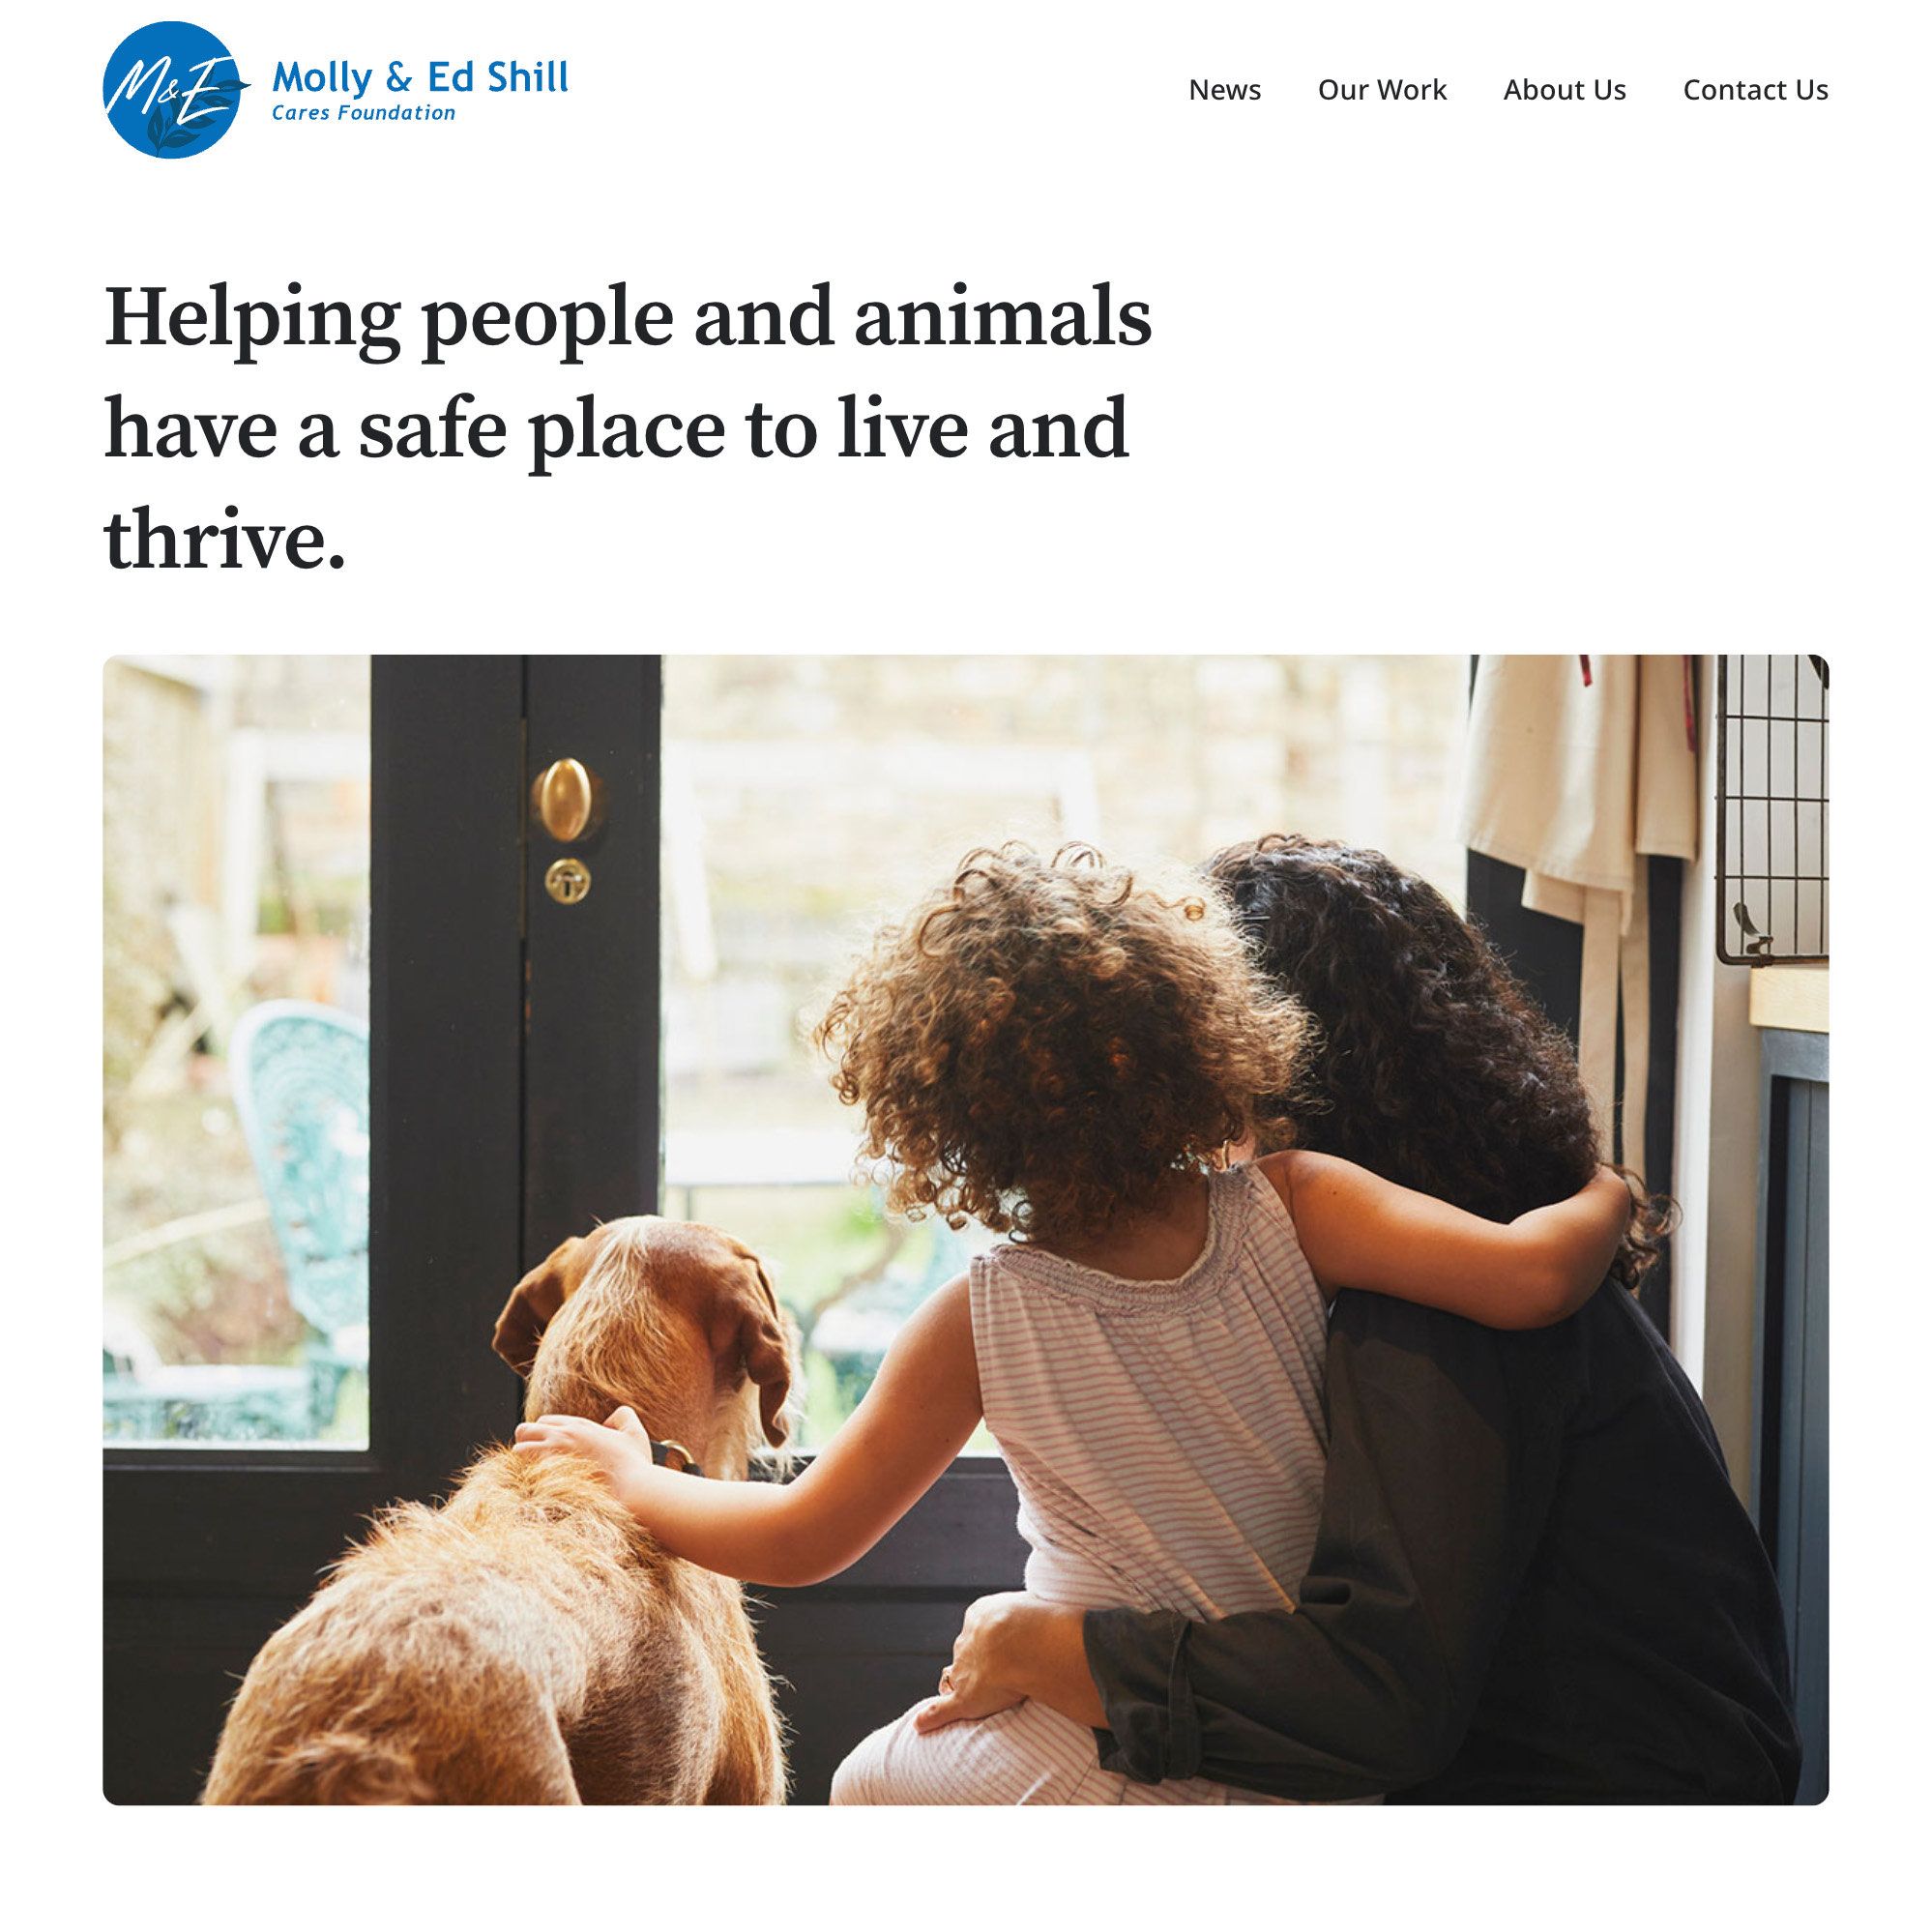 M&E
Molly & Ed Shill
Cares Foundation
News
Our Work
About Us
Contact Us
Helping people and animals
have a safe place to live and
thrive.